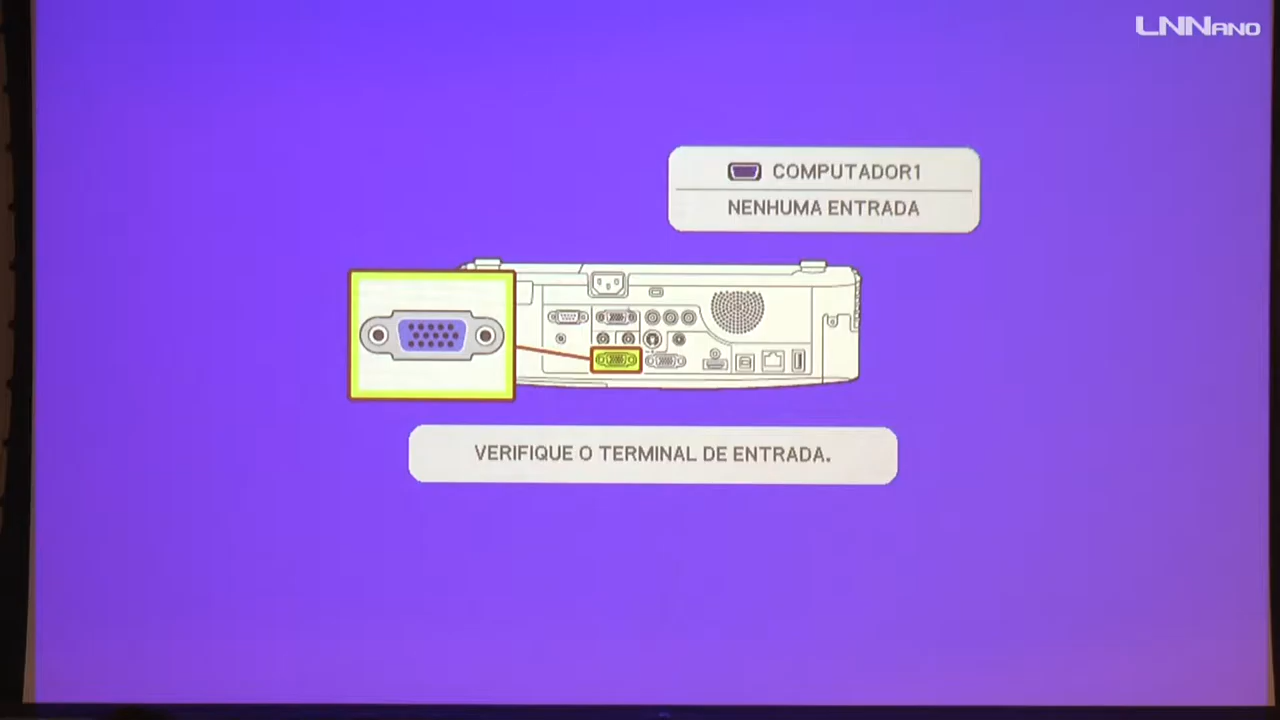 LNNANO
COMPUTADOR1
NENHUMA ENTRADA
VERIFIQUE O TERMINAL DE ENTRADA.